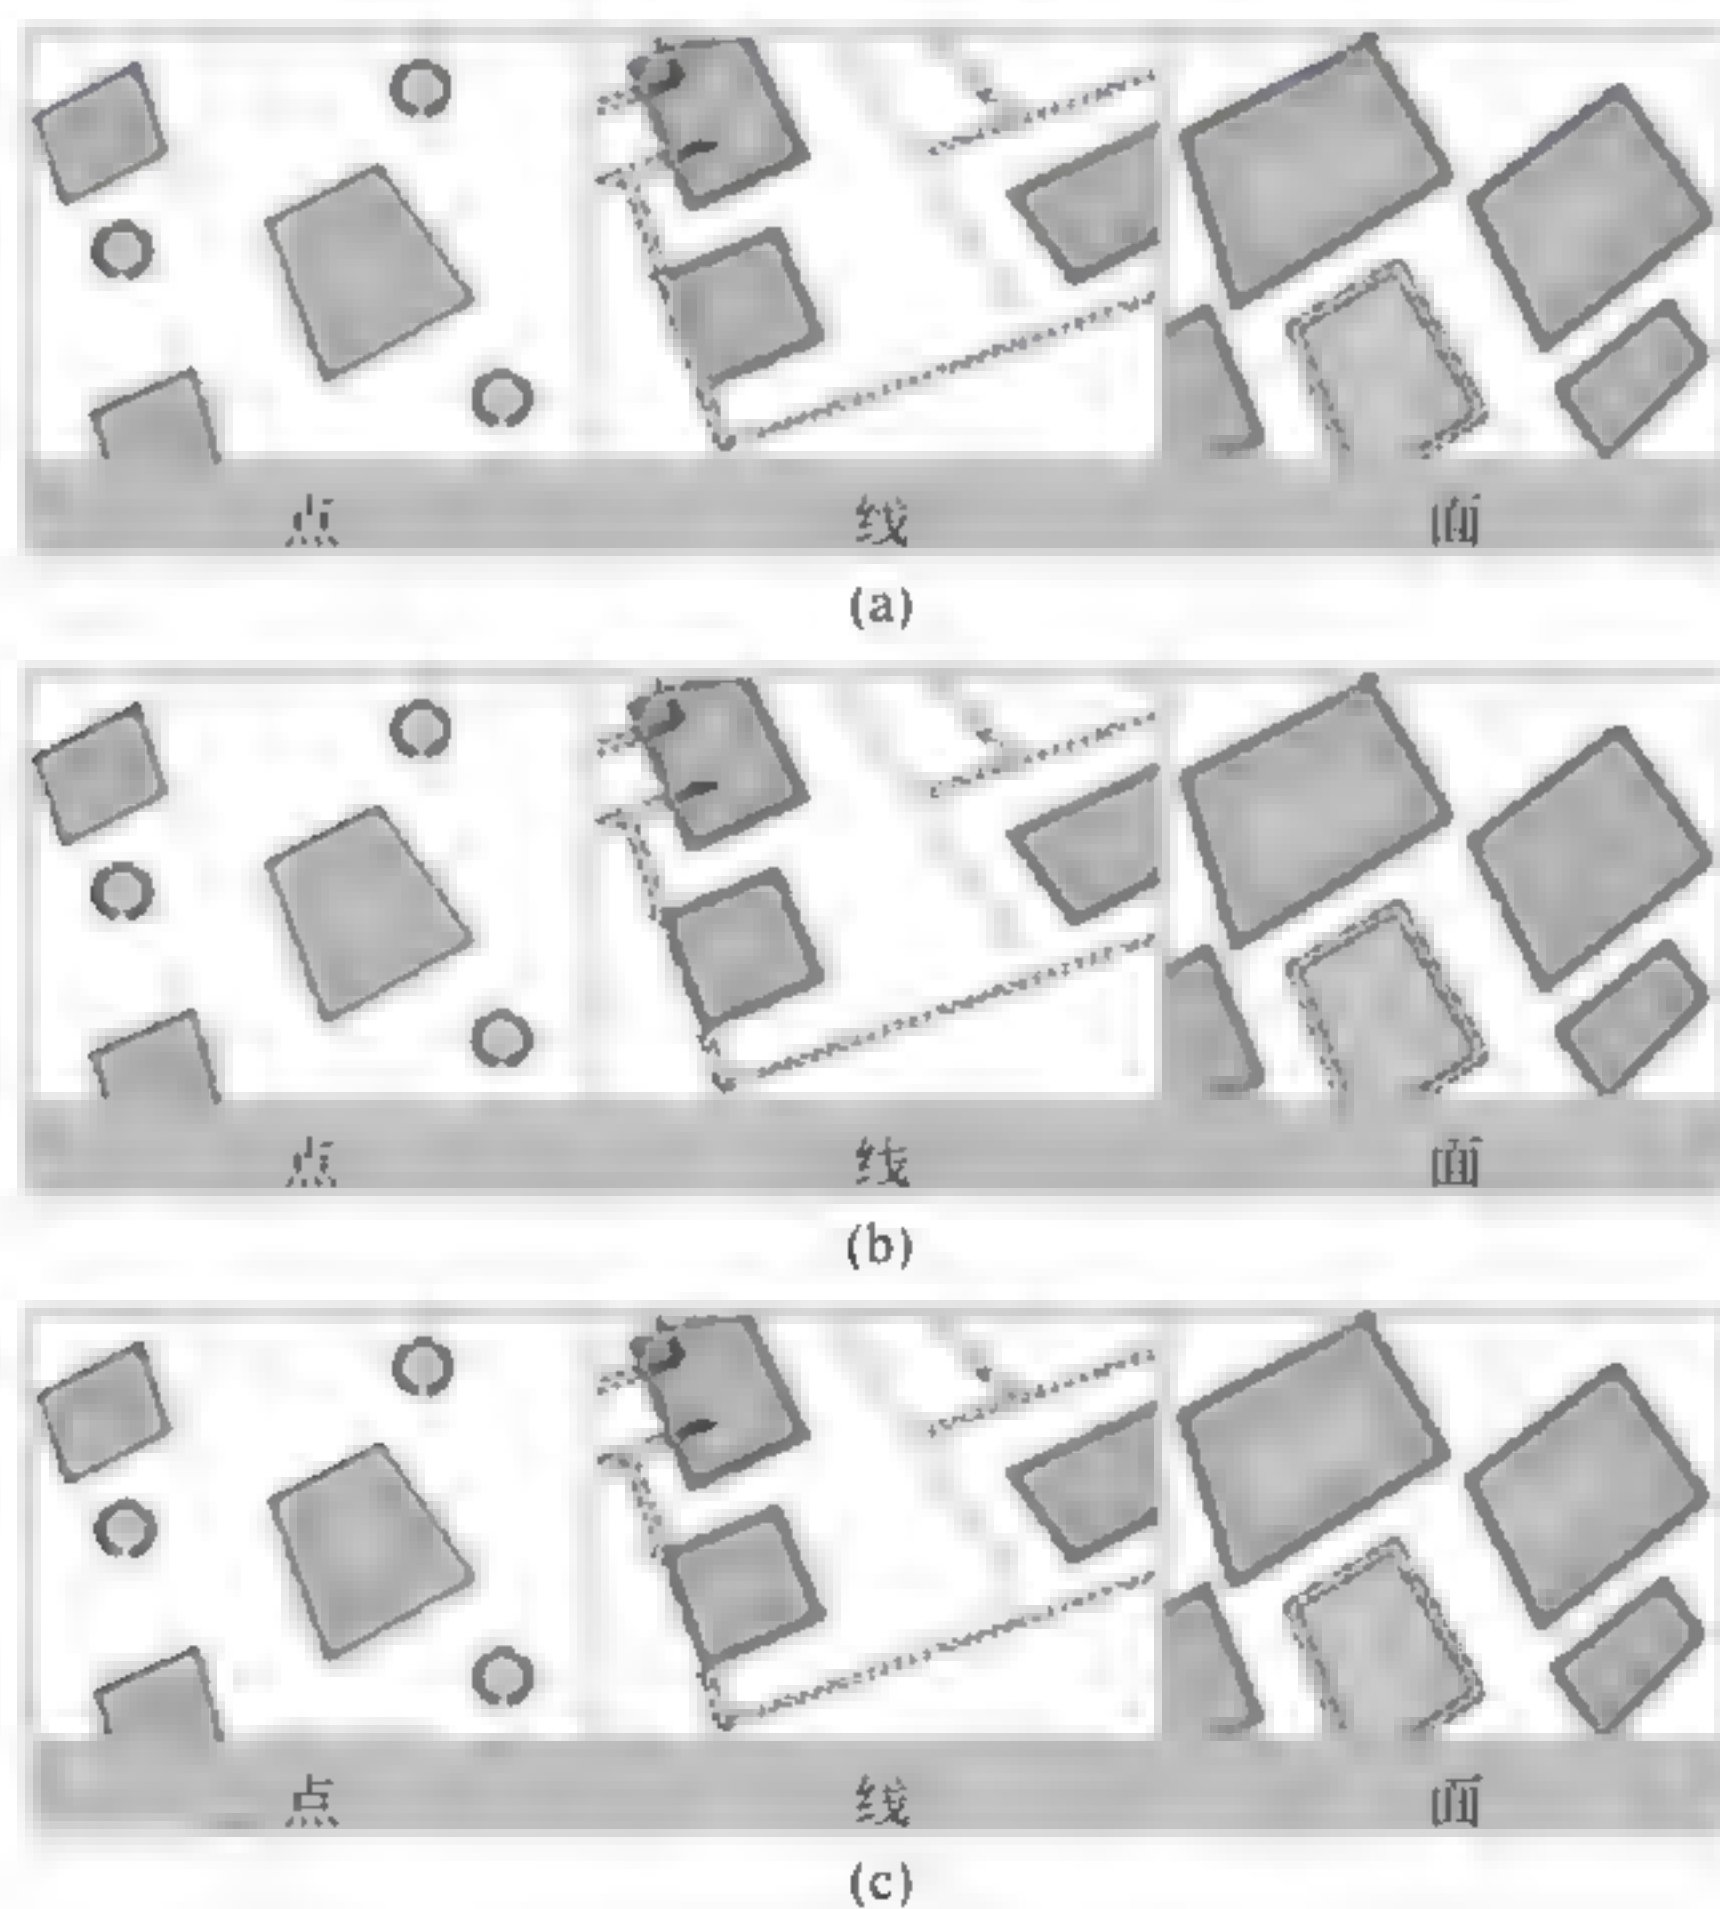 点 线 面
(a)
点 线 面
(b)
点 线 面
(c)